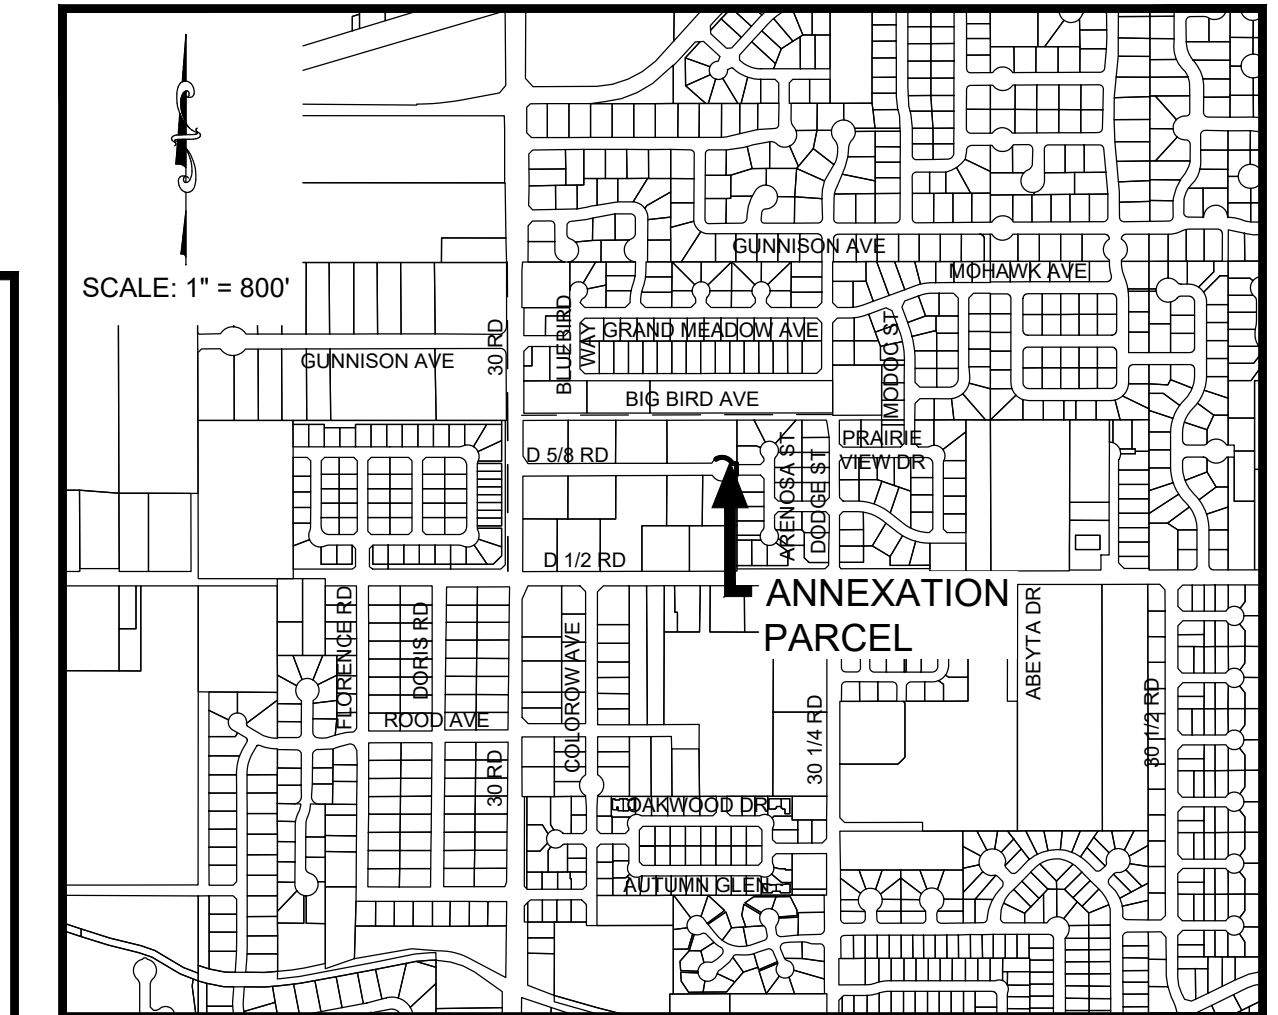 GUNNISON AVE
MOHAWK AVE
SCALE: 1" = 800'
BLUEBIRD
WAY
GRAND MEADOW AVE
MODOC ST
30 RD
GUNNISON AVE
BIG BIRD AVE
D 5/8 RD
ARENOSA ST
DODGE ST
PRAIRIE
VIEW DR
D 1/2 RD
ANNEXATION
PARCEL
FLORENCE RD
DORIS RD
COLOROW AVE
ABEYTA DR
ROOD AVE
30 RD
30 1/4 RD
30 1/2 RD
OAKWOOD DR
AUTUMN GLEN